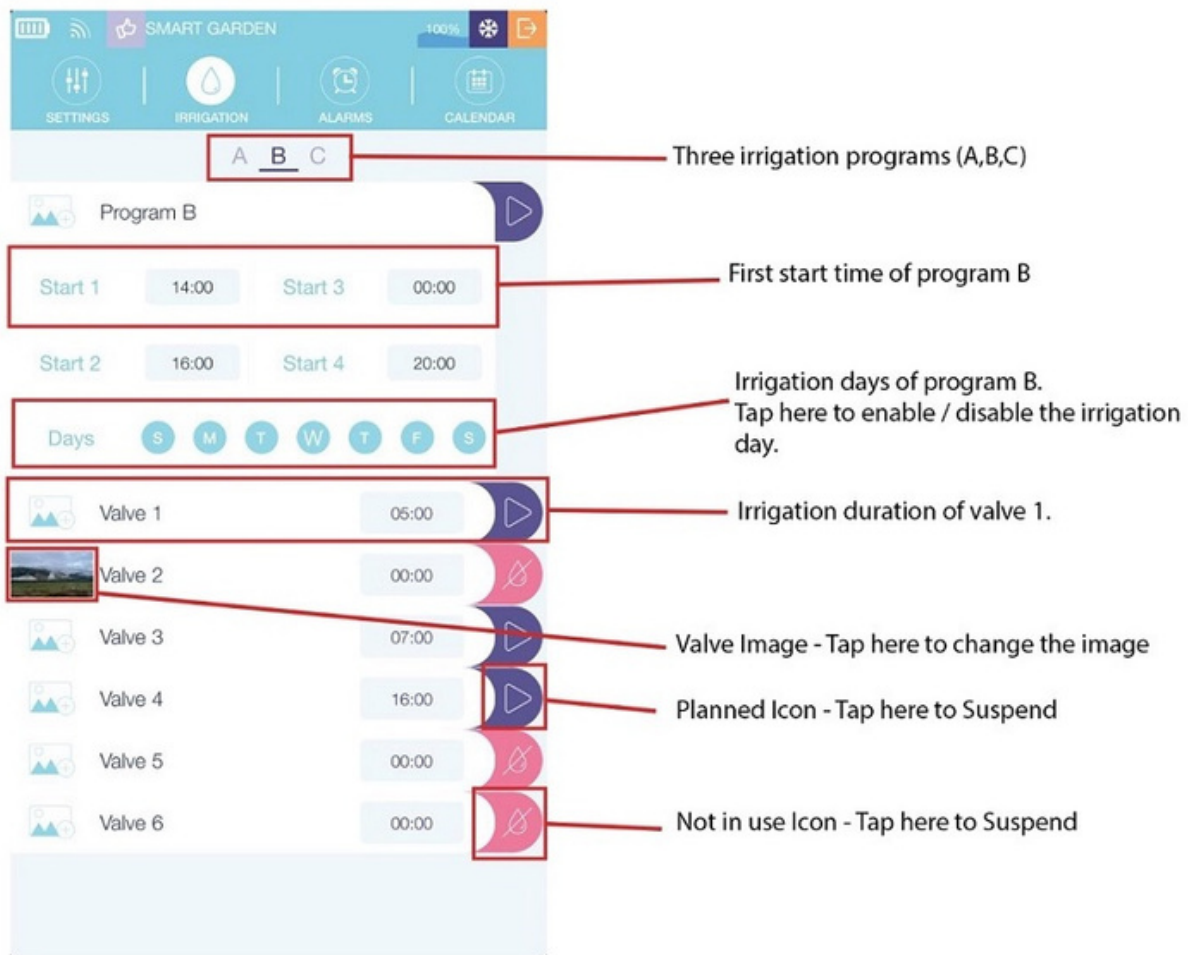 SMART GARDEN 100%
SETTINGS IRRIGATION ALARMS CALENDAR
A B C
Three irrigation programs (A,B,C)
Program B
Start 1 14:00 Start 3 00:00
First start time of program B
Start 2 16:00 Start 4 20:00
Irrigation days of program B.
Tap here to enable / disable the irrigation
day.
Days S M T W T F S
Valve 1 05:00
Irrigation duration of valve 1.
Valve 2 00:00
Valve 3 07:00
Valve Image - Tap here to change the image
Valve 4 16:00
Planned Icon - Tap here to Suspend
Valve 5 00:00
Valve 6 00:00
Not in use Icon - Tap here to Suspend